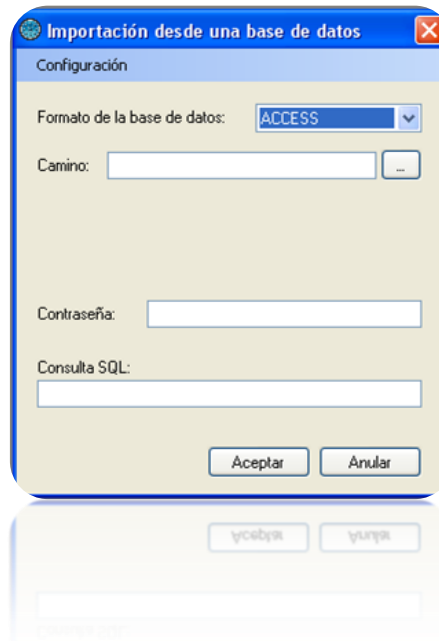 Importación desde una base de datos
Configuración
Formato de la base de datos: ACCESS
Camino: ...
Contraseña:
Consulta SQL:
Aceptar Anular